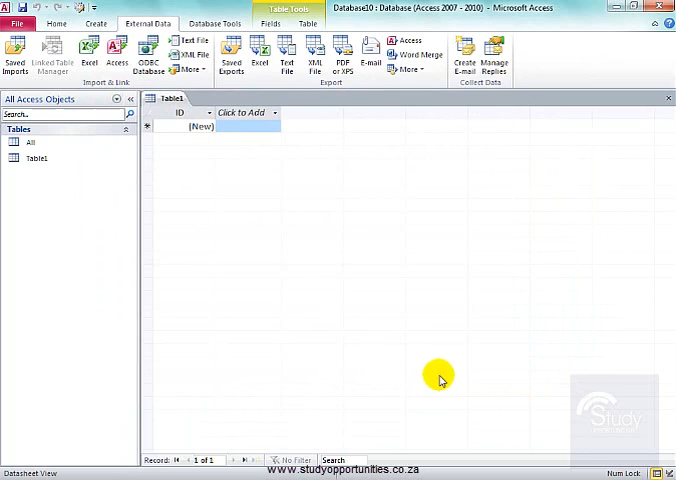 Table Tools
Database10 : Database (Access 2007 - 2010) - Microsoft Access
File Home Create External Data Database Tools Fields Table
Saved Imports
Linked Table Manager
Excel
Access
ODBC Database
Text File
XML File
More
Import & Link
Saved Exports
Excel
Text File
XML File
PDF or XPS
E-mail
Access
Word Merge
More
Export
Create E-mail
Manage Replies
Collect Data
All Access Objects
Search...
Tables
All
Table1
Table1
ID Click to Add
(New)
Study
Record: 1 of 1 No Filter Search
www.studyopportunities.co.za
Datasheet View Num Lock